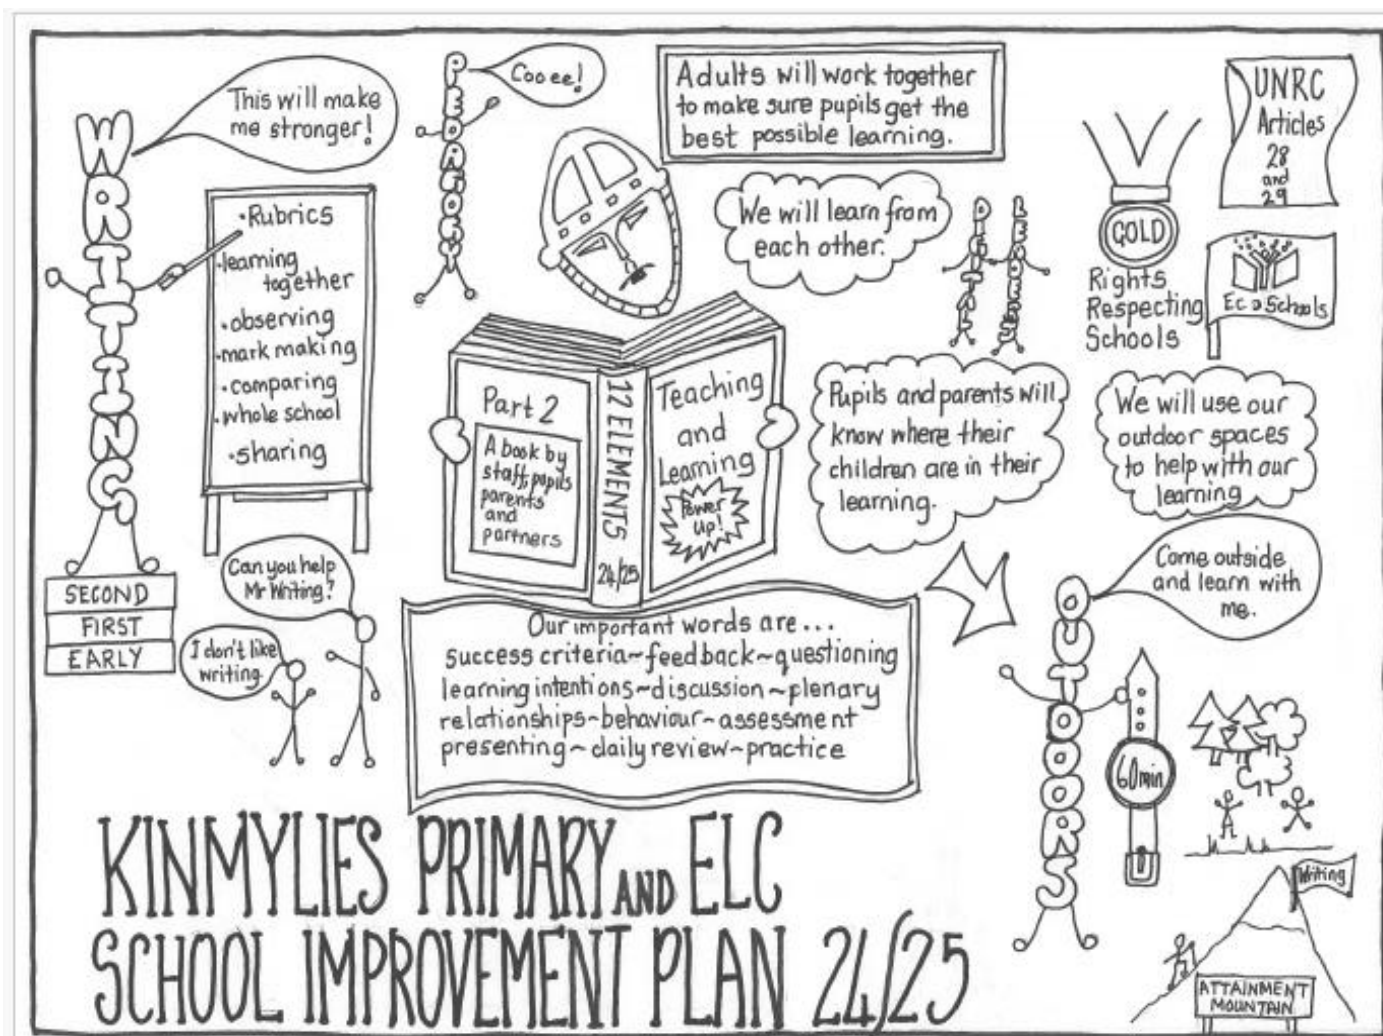 WRITING
This will make
me stronger!
• Rubrics
• learning
together
• observing
• mark making
• comparing
• whole school
• sharing
SECOND
FIRST
EARLY
Can you help
Mr Writing?
I don't like
writing.
PEDAGOGY
Cooee!
Adults will work together
to make sure pupils get the
best possible learning.
We will learn from
each other.
DIGITAL
LEADERS
Part 2
A book by
staff, pupils
parents
and
partners
12 ELEMENTS
24/25
Teaching
and
Learning
Power
Up!
Pupils and parents will
know where their
children are in their
learning.
UNRC
Articles
28
and
29
GOLD
Rights
Respecting
Schools
Eco Schools
We will use our
outdoor spaces
to help with our
learning
Our important words are...
success criteria~feedback~questioning
learning intentions~discussion~plenary
relationships~behaviour~assessment
presenting~daily review~practice
OUTDOORS
Come outside
and learn with
me.
60min
Writing
ATTAINMENT
MOUNTAIN
KINMYLIES PRIMARY AND ELC
SCHOOL IMPROVEMENT PLAN 24/25